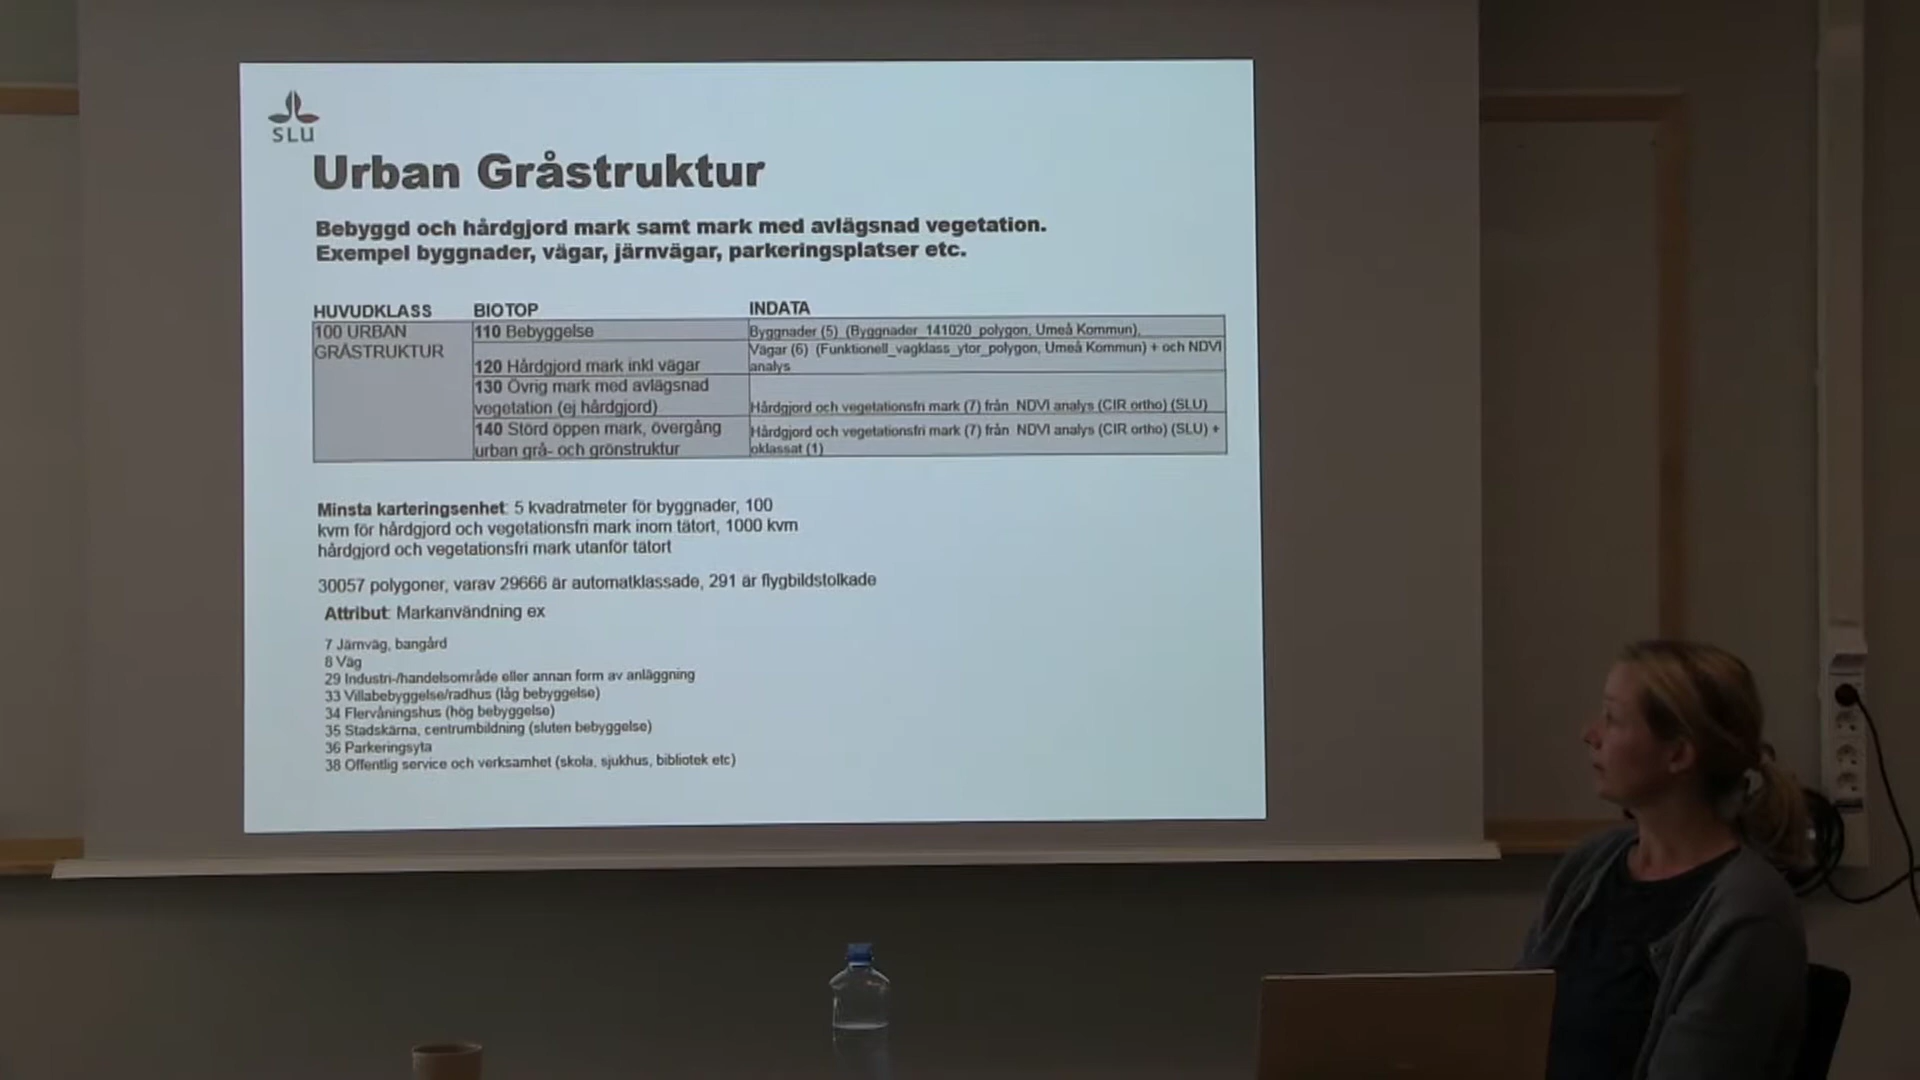 SLU
Urban Gråstruktur
Bebyggd och hårdgjord mark samt mark med avlägsnad vegetation.
Exempel byggnader, vägar, järnvägar, parkeringsplatser etc.
HUVUDKLASS BIOTOP INDATA
100 URBAN GRÅSTRUKTUR
110 Bebyggelse
Byggnader (5) (Byggnader_141020_polygon, Umeå Kommun),
120 Hårdgjord mark inkl vägar
Vägar (6) (Funktionell_vagklass_ytor_polygon, Umeå Kommun) + och NDVI
analys
130 Övrig mark med avlägsnad
vegetation (ej hårdgjord)
Hårdgjord och vegetationsfri mark (7) från NDVI analys (CIR ortho) (SLU)
140 Störd öppen mark, övergång
urban grå- och grönstruktur
Hårdgjord och vegetationsfri mark (7) från NDVI analys (CIR ortho) (SLU) +
oklassat (1)
Minsta karteringsenhet: 5 kvadratmeter för byggnader, 100
kvm för hårdgjord och vegetationsfri mark inom tätort, 1000 kvm
hårdgjord och vegetationsfri mark utanför tätort
30057 polygoner, varav 29666 är automatklassade, 291 är flygbildstolkade
Attribut: Markanvändning ex
7 Järnväg, bangård
8 Väg
29 Industri-/handelsområde eller annan form av anläggning
33 Villabebyggelse/radhus (låg bebyggelse)
34 Flervåningshus (hög bebyggelse)
35 Stadskärna, centrumbildning (sluten bebyggelse)
36 Parkeringsyta
38 Offentlig service och verksamhet (skola, sjukhus, bibliotek etc)